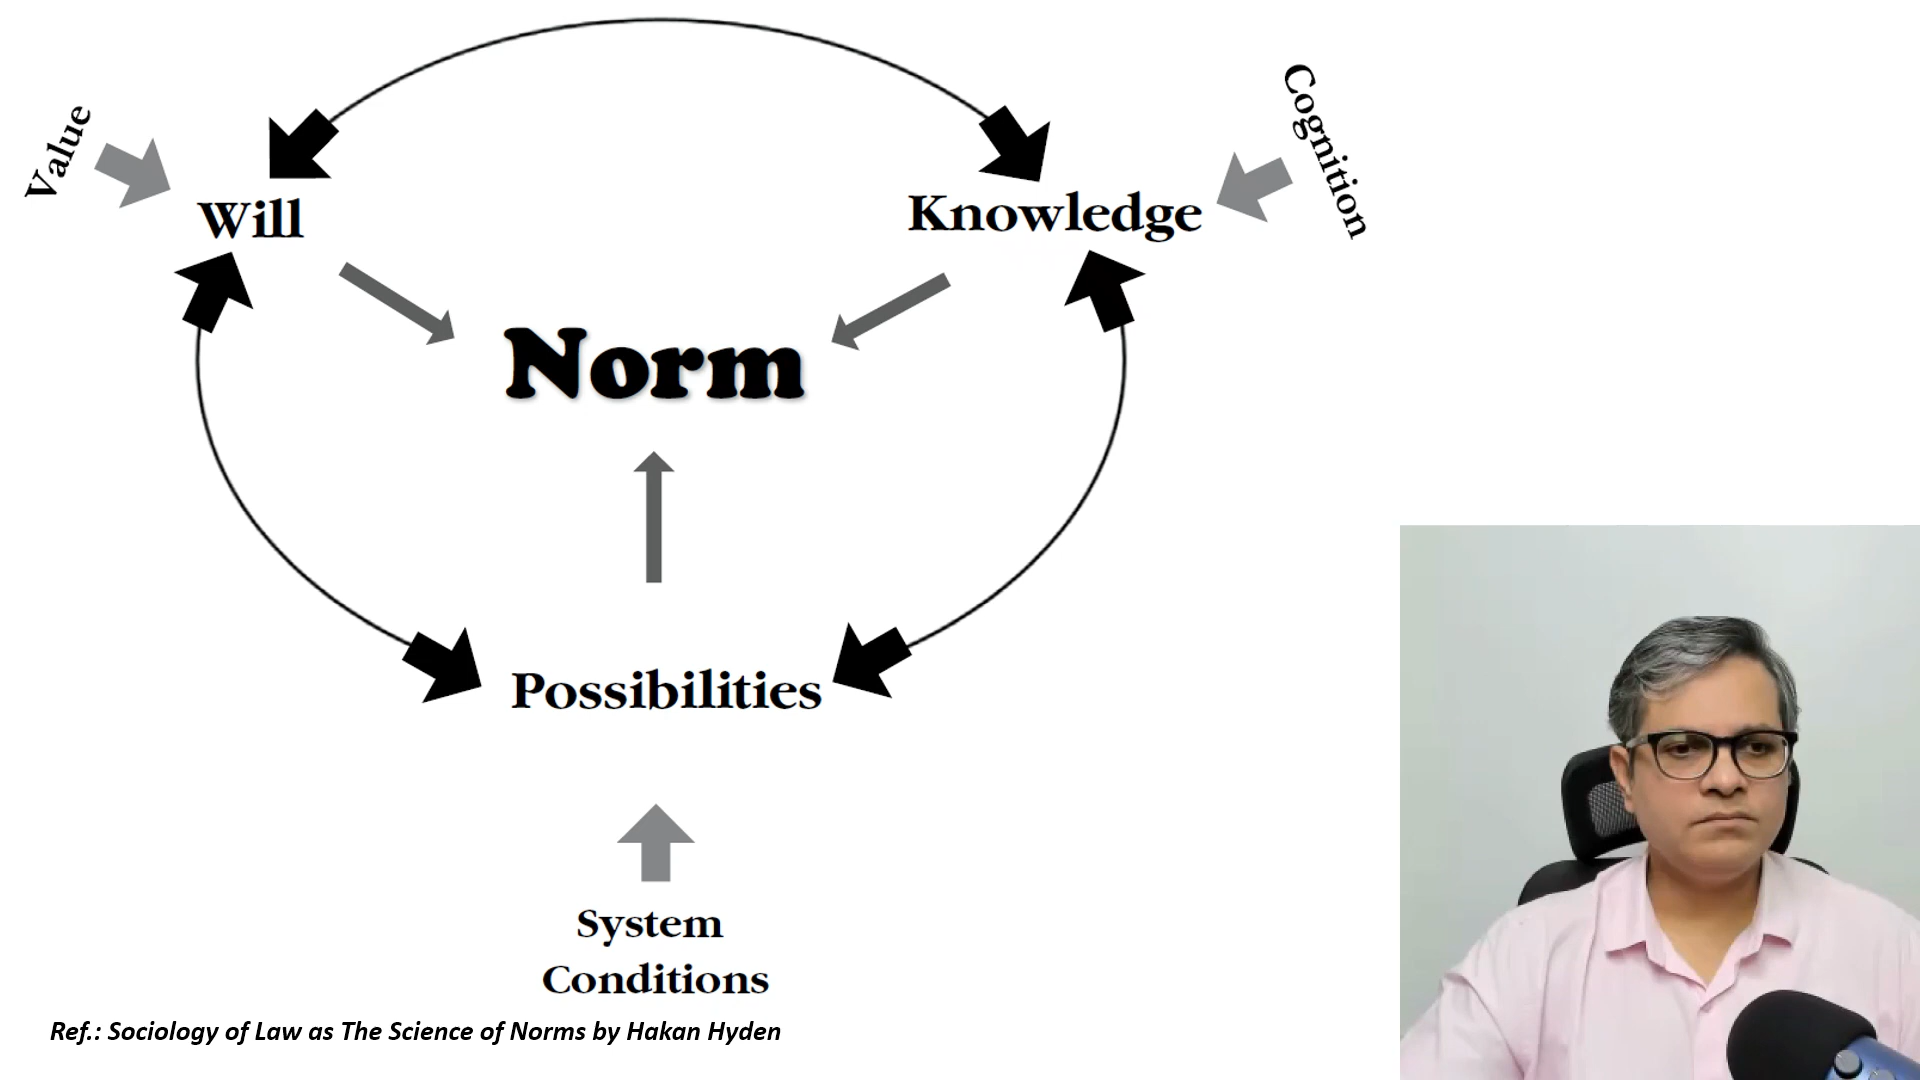 Value
Cognition
Will
Knowledge
Norm
Possibilities
System
Conditions
Ref.: Sociology of Law as The Science of Norms by Hakan Hyden